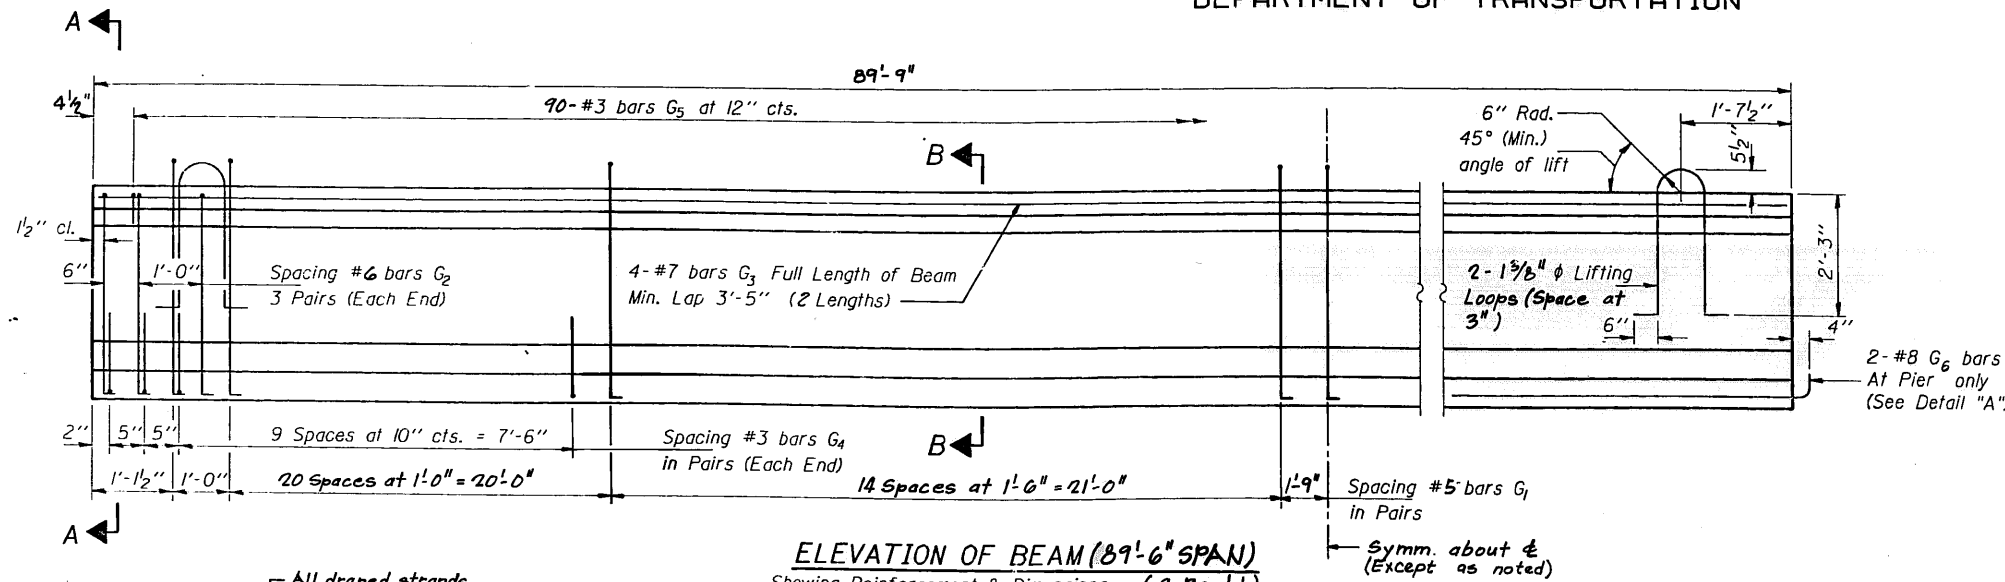 DEPARTMENT OF TRANSPORTATION
A
89'-9"
4½"
90-#3 bars G5 at 12" cts.
6" Rad.
45° (Min.)
angle of lift
1'-7½"
5½"
B
1½" cl.
6"
1'-0"
Spacing #6 bars G2
3 Pairs (Each End)
4-#7 bars G3 Full Length of Beam
Min. Lap 3'-5" (2 Lengths)
2-1⅜" ϕ Lifting
Loops (Space at
3")
6"
2'-3"
4"
2-#8 G6 bars
At Pier only
(See Detail "A".
2"
5"
5"
9 Spaces at 10" cts. = 7'-6"
Spacing #3 bars G4
in Pairs (Each End)
B
1'-1½"
1'-0"
20 Spaces at 1'-0" = 20'-0"
14 Spaces at 1'-6" = 21'-0"
1'-9"
Spacing #5 bars G1
in Pairs
A
ELEVATION OF BEAM (89'-6" SPAN)
Symm. about ℄
(Except as noted)
All draped strands
Showing Reinforcement & Dimensions